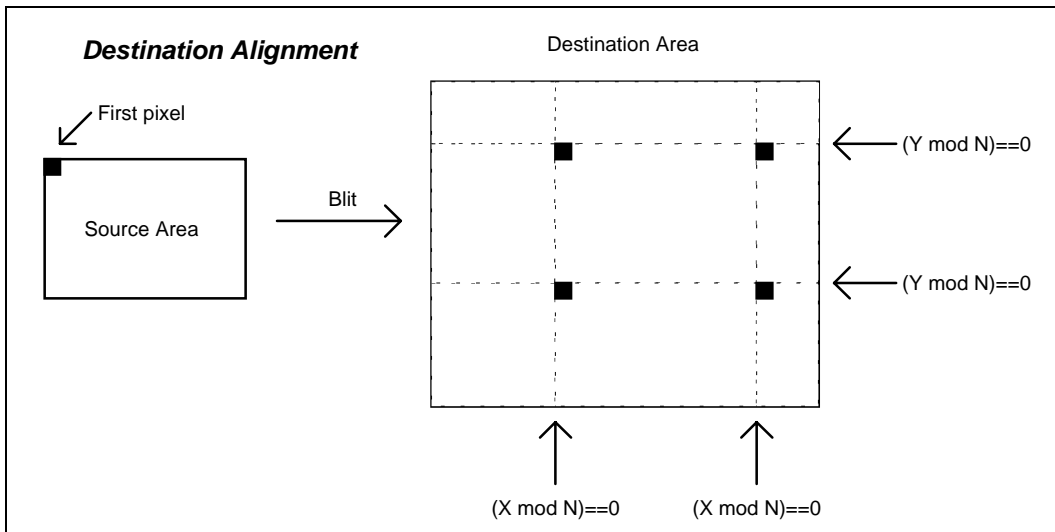 Destination Alignment
Destination Area
First pixel
(Y mod N)==0
Blit
Source Area
(Y mod N)==0
(X mod N)==0
(X mod N)==0